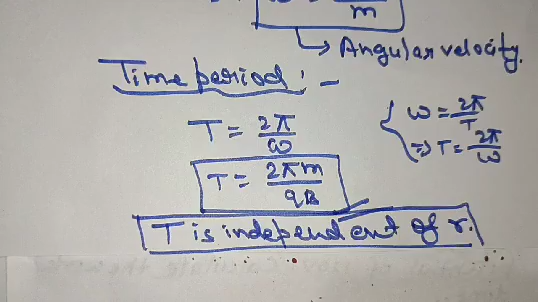 m
→ Angular velocity.
Time period :-
T = 2π/ω
{ ω = 2π/T
⇒ T = 2π/ω
T = 2πm/qB
T is independent of r.